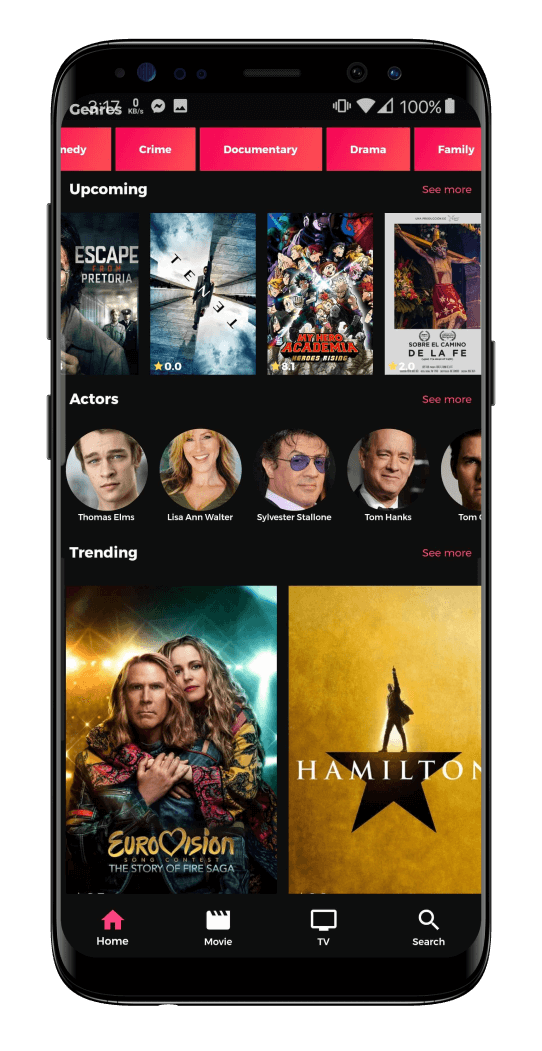 Genres
3:17 0 KB/s 100%
medy Crime Documentary Drama Family
Upcoming See more
ESCAPE
FROM
PRETORIA
TENET
MY HERO
ACADEMIA
HEROES RISING
SOBRE EL CAMINO
DE LA FE
0.0 8.1 2.0
Actors See more
Thomas Elms Lisa Ann Walter Sylvester Stallone Tom Hanks Tom
Trending See more
EUROVISION
SONG CONTEST
THE STORY OF FIRE SAGA
HAMILTON
Home Movie TV Search